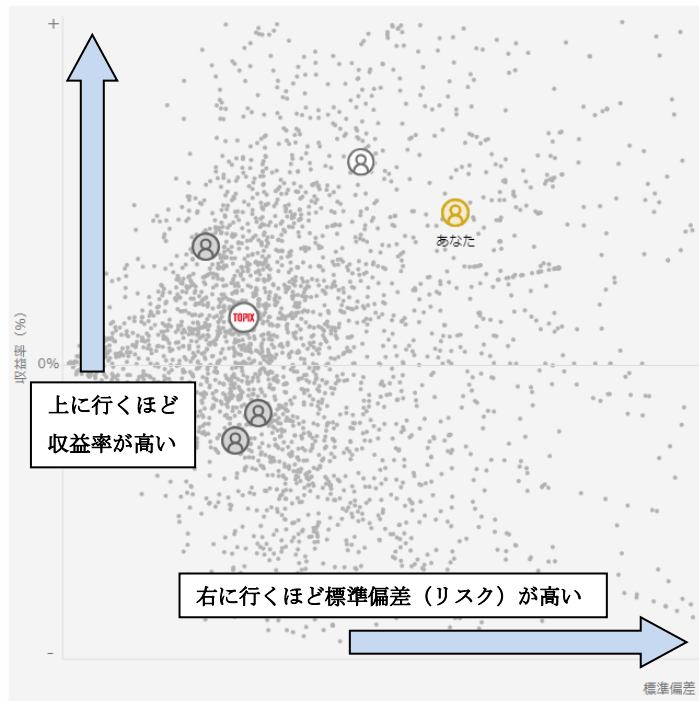 +
あなた
TOPIX
収益率（%）
0%
上に行くほど
収益率が高い
右に行くほど標準偏差（リスク）が高い
-
標準偏差